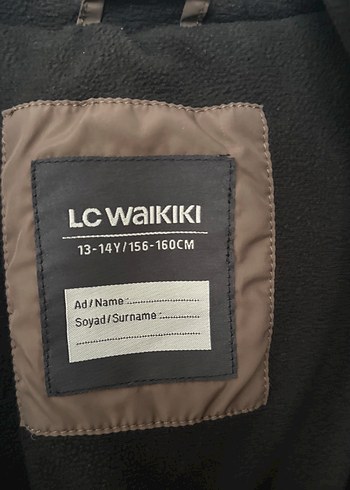 LC WAIKIKI
13-14Y/156-160CM
Ad/Name:..............................
Soyad/Surname:................
..........................................